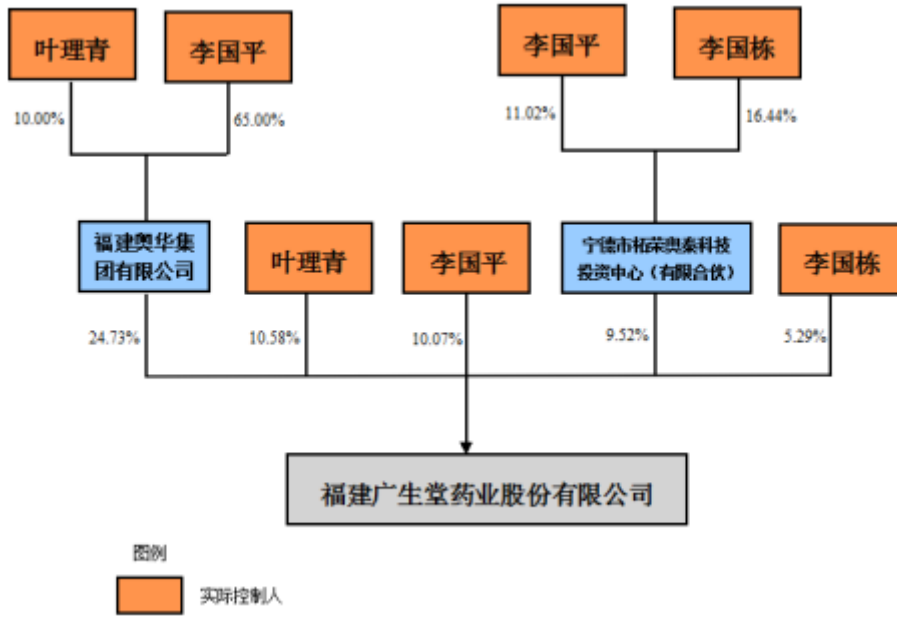 叶理青
李国平
李国平
李国栋
10.00%
65.00%
11.02%
16.44%
福建奥华集
团有限公司
叶理青
李国平
宁德市柘荣奥泰科技
投资中心（有限合伙）
李国栋
24.73%
10.58%
10.07%
9.52%
5.29%
福建广生堂药业股份有限公司
图例
实际控制人